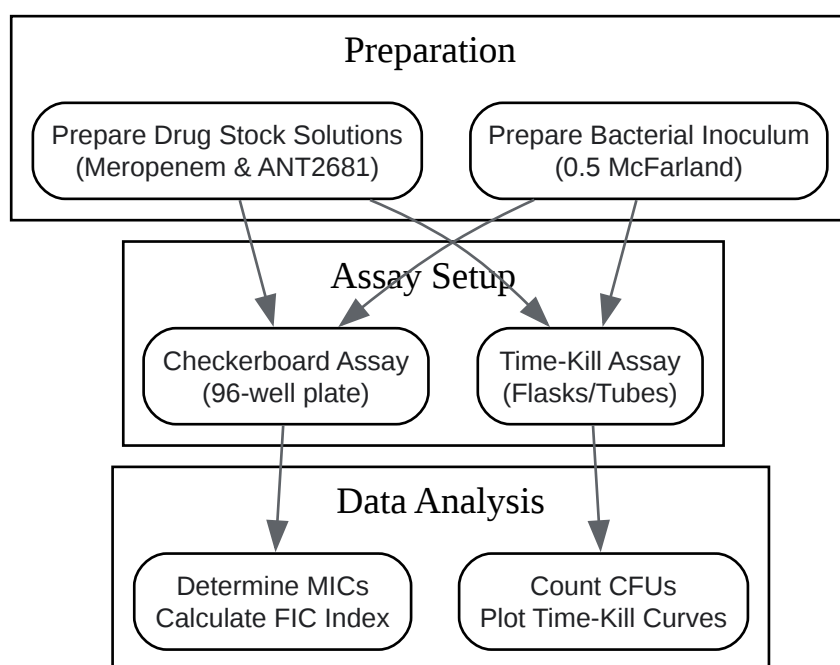 Preparation
Prepare Drug Stock Solutions
(Meropenem & ANT2681)
Prepare Bacterial Inoculum
(0.5 McFarland)
Assay Setup
Checkerboard Assay
(96-well plate)
Time-Kill Assay
(Flasks/Tubes)
Data Analysis
Determine MICs
Calculate FIC Index
Count CFUs
Plot Time-Kill Curves